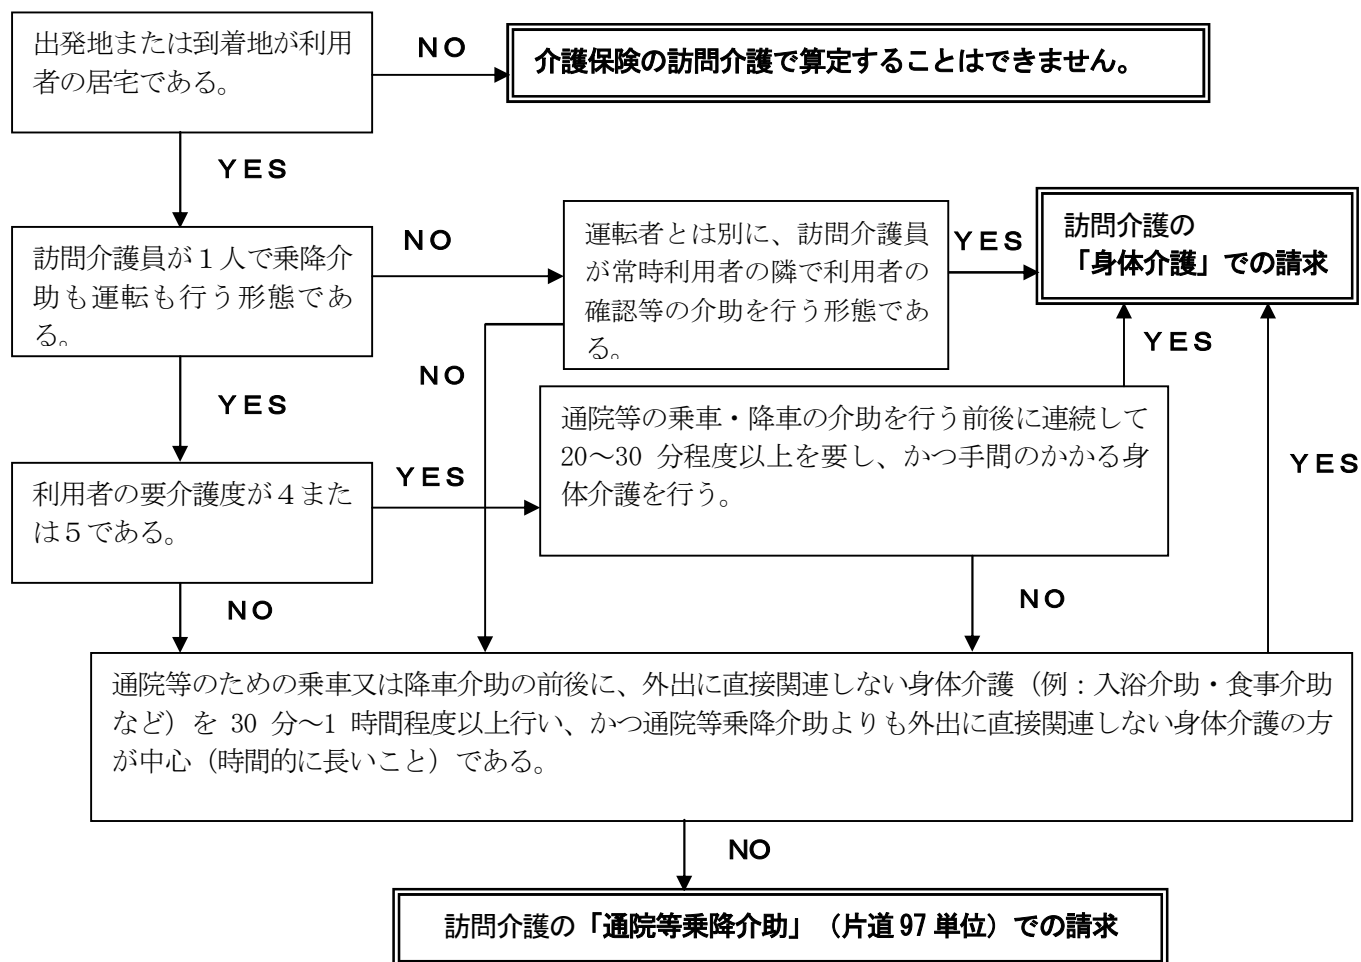 出発地または到着地が利用
者の居宅である。
ＮＯ
介護保険の訪問介護で算定することはできません。
ＹＥＳ
訪問介護員が１人で乗降介
助も運転も行う形態であ
る。
ＮＯ
運転者とは別に、訪問介護員
が常時利用者の隣で利用者の
確認等の介助を行う形態であ
る。
ＹＥＳ
訪問介護の
「身体介護」での請求
ＮＯ
ＹＥＳ
ＹＥＳ
利用者の要介護度が４また
は５である。
ＹＥＳ
通院等の乗車・降車の介助を行う前後に連続して
20～30 分程度以上を要し、かつ手間のかかる身
体介護を行う。
ＹＥＳ
ＮＯ
ＮＯ
通院等のための乗車又は降車介助の前後に、外出に直接関連しない身体介護（例：入浴介助・食事介助
など）を 30 分～1 時間程度以上行い、かつ通院等乗降介助よりも外出に直接関連しない身体介護の方
が中心（時間的に長いこと）である。
ＮＯ
訪問介護の「通院等乗降介助」（片道 97 単位）での請求